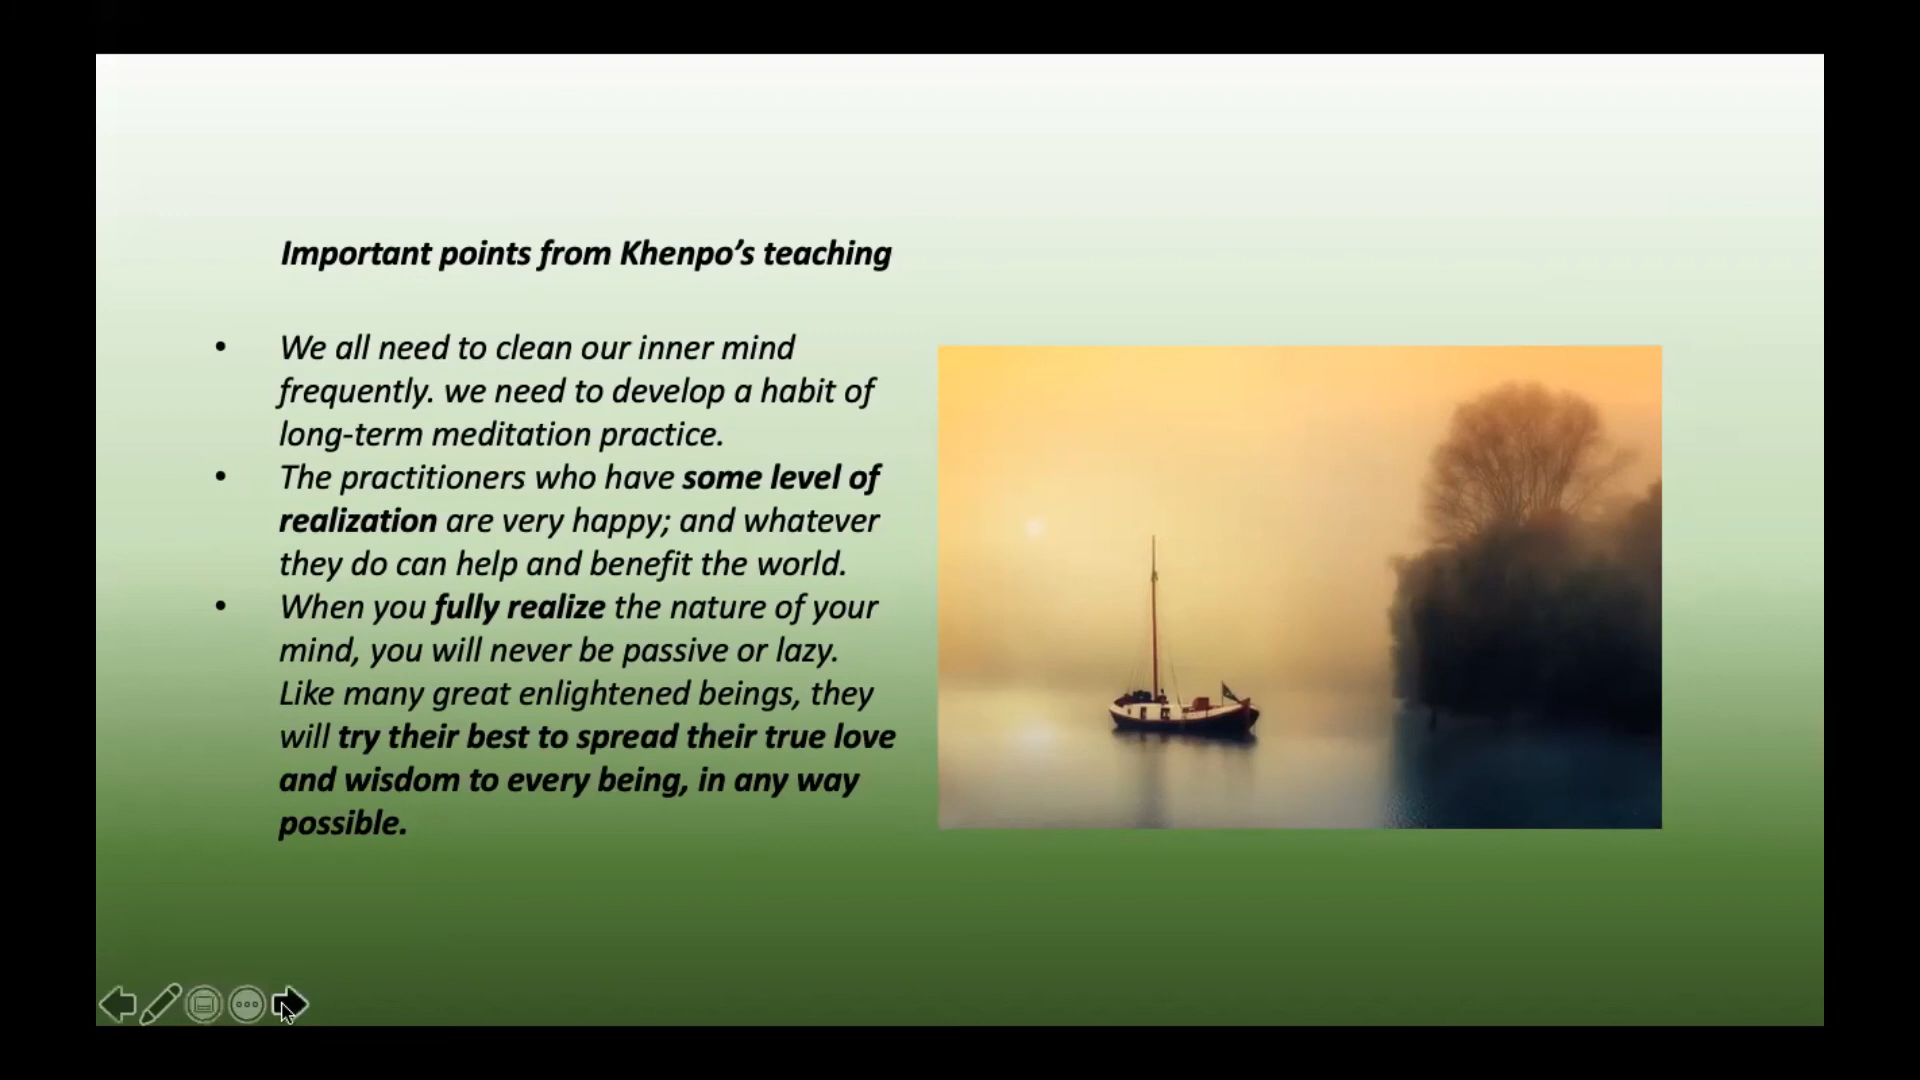 Important points from Khenpo’s teaching
• We all need to clean our inner mind
frequently. we need to develop a habit of
long-term meditation practice.
• The practitioners who have some level of
realization are very happy; and whatever
they do can help and benefit the world.
• When you fully realize the nature of your
mind, you will never be passive or lazy.
Like many great enlightened beings, they
will try their best to spread their true love
and wisdom to every being, in any way
possible.